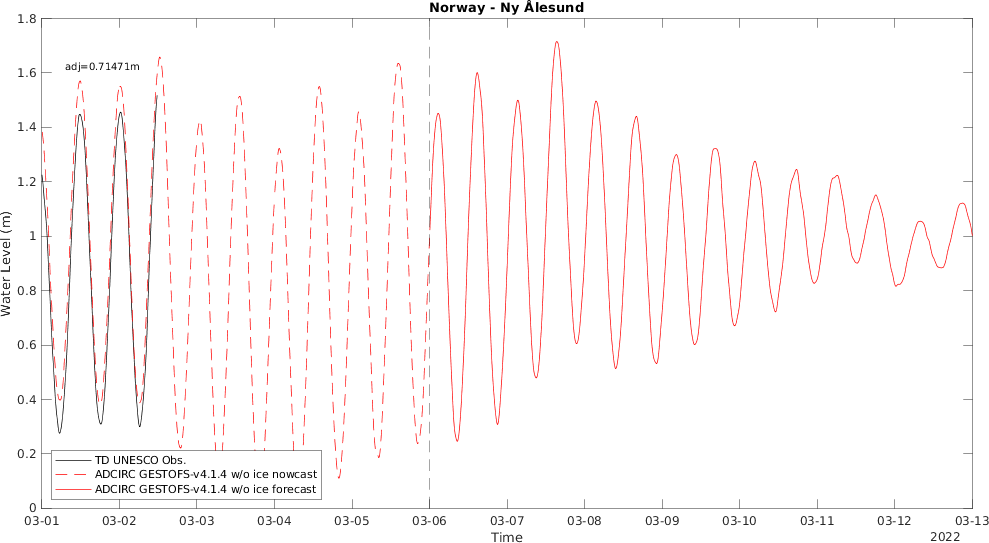 Norway - Ny Ålesund
adj=0.71471m
Water Level (m)
1.8
1.6
1.4
1.2
1
0.8
0.6
0.4
0.2
0
TD UNESCO Obs.
ADCIRC GESTOFS-v4.1.4 w/o ice nowcast
ADCIRC GESTOFS-v4.1.4 w/o ice forecast
03-01 03-02 03-03 03-04 03-05 03-06 03-07 03-08 03-09 03-10 03-11 03-12 03-13
Time
2022